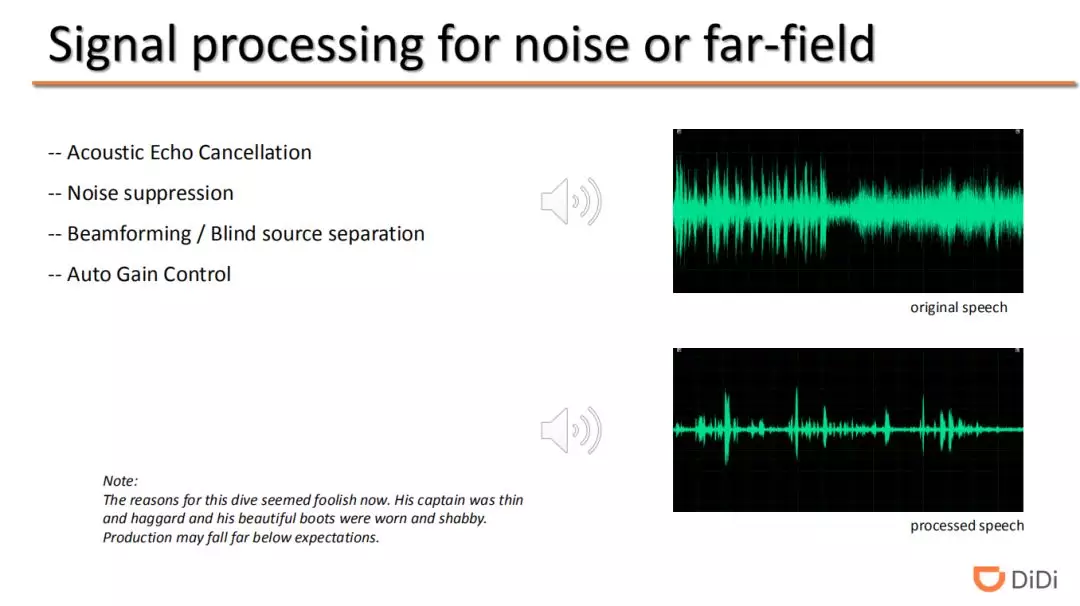 Signal processing for noise or far-field
-- Acoustic Echo Cancellation
-- Noise suppression
-- Beamforming / Blind source separation
-- Auto Gain Control
original speech
Note:
The reasons for this dive seemed foolish now. His captain was thin
and haggard and his beautiful boots were worn and shabby.
Production may fall far below expectations.
processed speech
DiDi